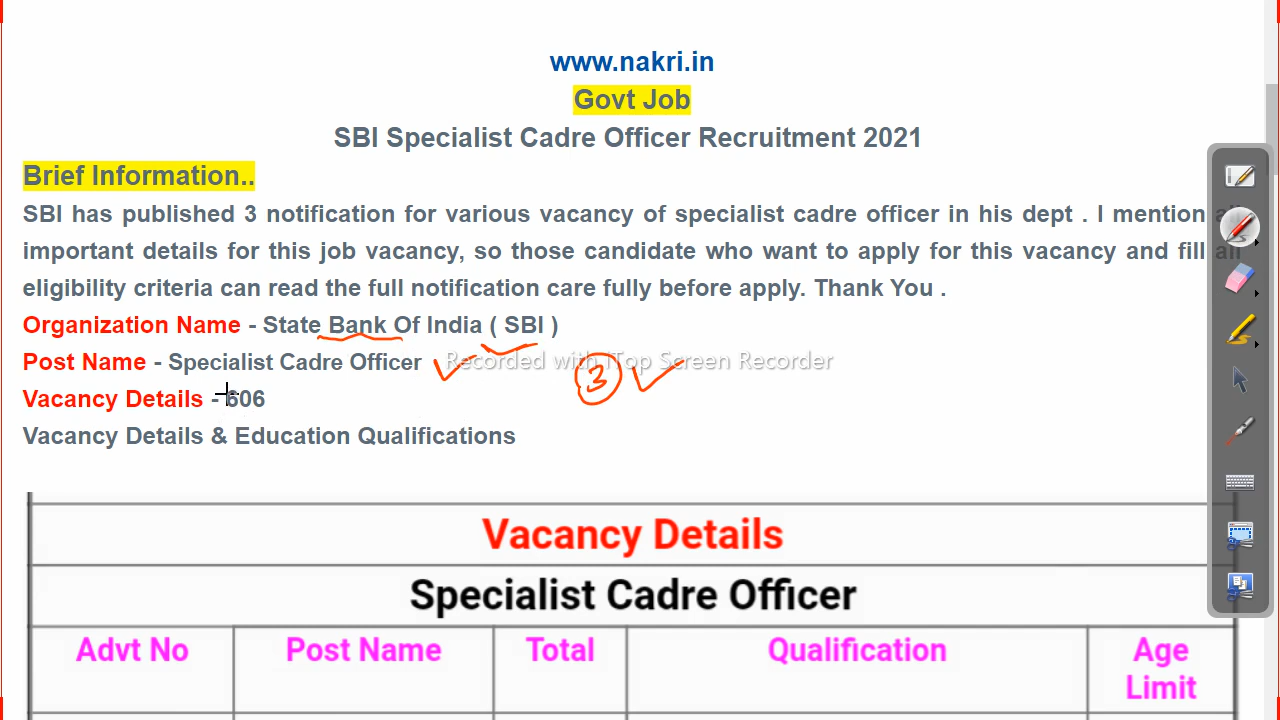 www.nakri.in
Govt Job
SBI Specialist Cadre Officer Recruitment 2021
Brief Information..
SBI has published 3 notification for various vacancy of specialist cadre officer in his dept . I mention all
important details for this job vacancy, so those candidate who want to apply for this vacancy and fill all
eligibility criteria can read the full notification care fully before apply. Thank You .
Organization Name - State Bank Of India ( SBI )
Post Name - Specialist Cadre Officer
Recorded with iTop Screen Recorder
3
Vacancy Details - 606
Vacancy Details & Education Qualifications
Vacancy Details
Specialist Cadre Officer
Advt No Post Name Total Qualification Age
Limit